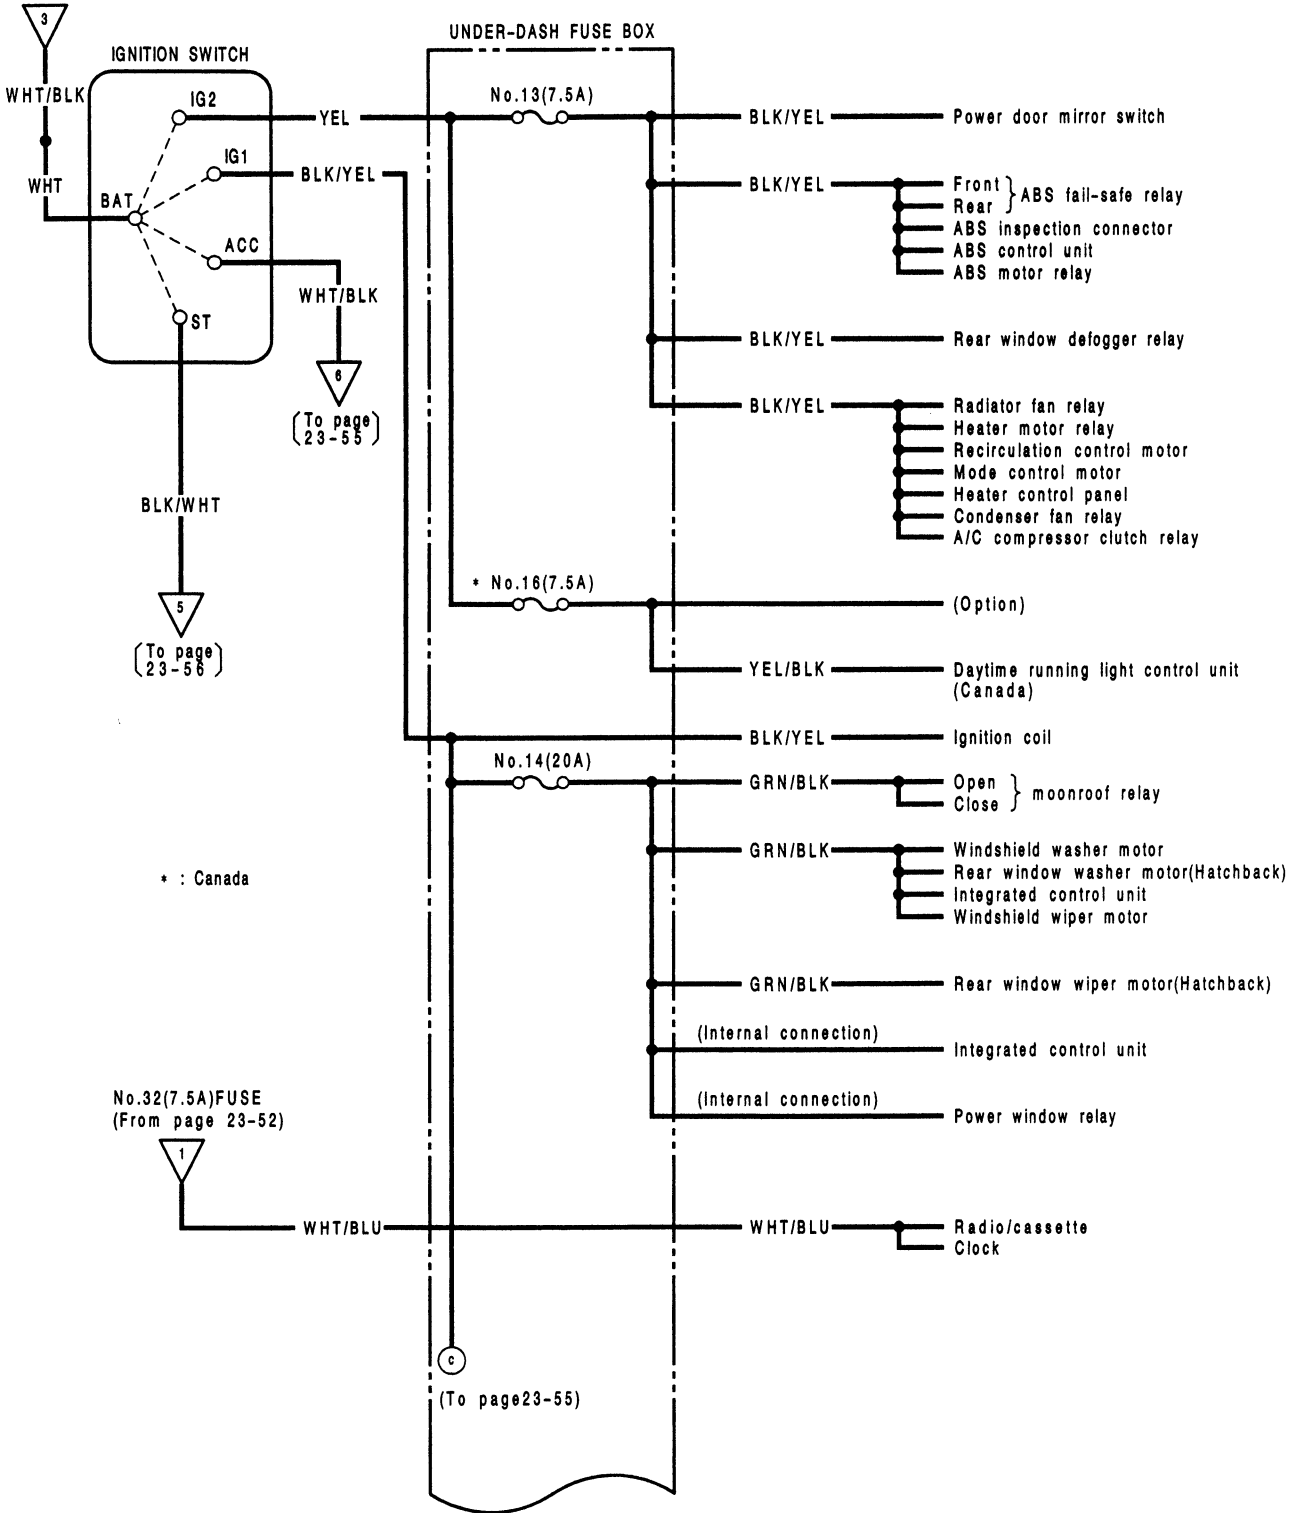 3
UNDER-DASH FUSE BOX
IGNITION SWITCH
WHT/BLK
IG2
YEL
No.13(7.5A)
BLK/YEL
Power door mirror switch
IG1
BLK/YEL
WHT
BAT
BLK/YEL
Front
Rear
ABS fail-safe relay
ABS inspection connector
ABS control unit
ABS motor relay
ACC
WHT/BLK
ST
BLK/YEL
Rear window defogger relay
6
(To page
23-55)
BLK/YEL
Radiator fan relay
Heater motor relay
Recirculation control motor
Mode control motor
Heater control panel
Condenser fan relay
A/C compressor clutch relay
BLK/WHT
5
(To page
23-56)
* No.16(7.5A)
(Option)
YEL/BLK
Daytime running light control unit
(Canada)
BLK/YEL
Ignition coil
No.14(20A)
GRN/BLK
Open
Close
moonroof relay
GRN/BLK
Windshield washer motor
Rear window washer motor(Hatchback)
Integrated control unit
Windshield wiper motor
* : Canada
GRN/BLK
Rear window wiper motor(Hatchback)
(Internal connection)
Integrated control unit
(Internal connection)
Power window relay
No.32(7.5A)FUSE
(From page 23-52)
1
WHT/BLU
WHT/BLU
Radio/cassette
Clock
c
(To page23-55)